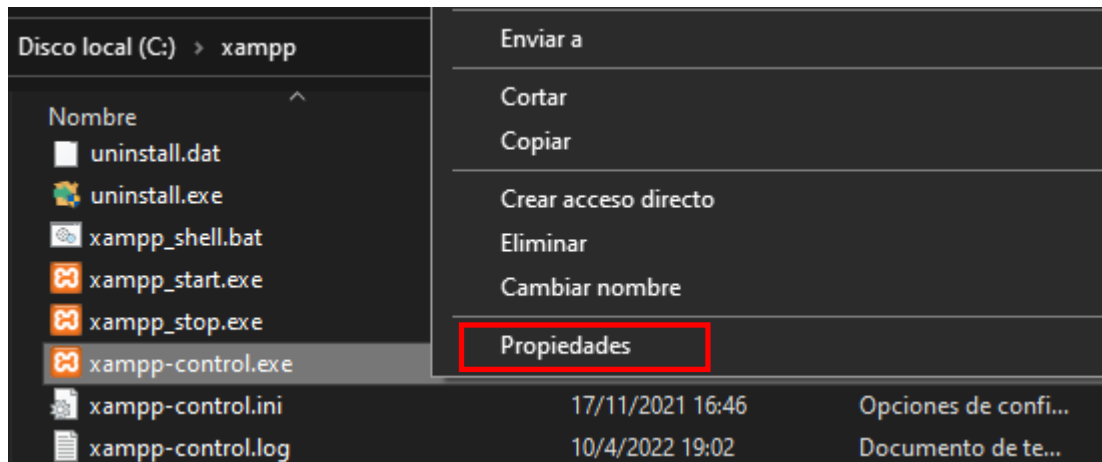 Disco local (C:) > xampp
Nombre
uninstall.dat
uninstall.exe
xampp_shell.bat
xampp_start.exe
xampp_stop.exe
xampp-control.exe
xampp-control.ini 17/11/2021 16:46 Opciones de confi...
xampp-control.log 10/4/2022 19:02 Documento de te...
Enviar a
Cortar
Copiar
Crear acceso directo
Eliminar
Cambiar nombre
Propiedades